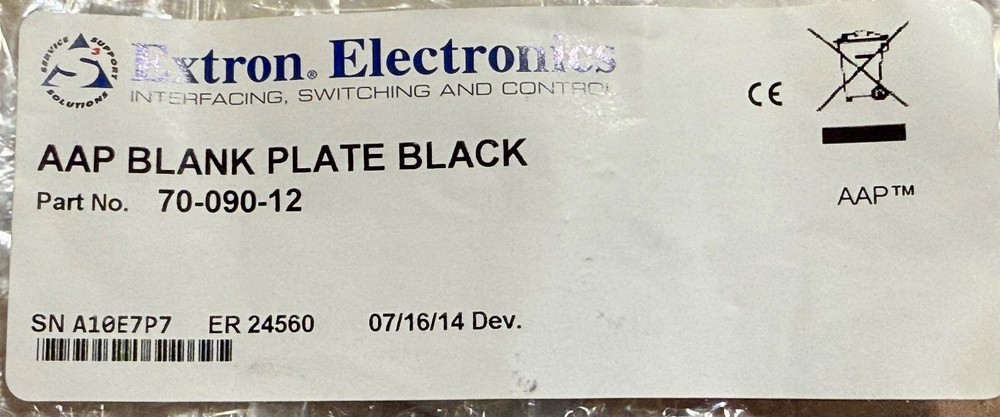 SERVICE SUPPORT SOLUTIONS
S3
Extron® Electronics
INTERFACING, SWITCHING AND CONTROL
CE
AAP BLANK PLATE BLACK
Part No. 70-090-12
AAP™
SN A10E7P7 ER 24560 07/16/14 Dev.